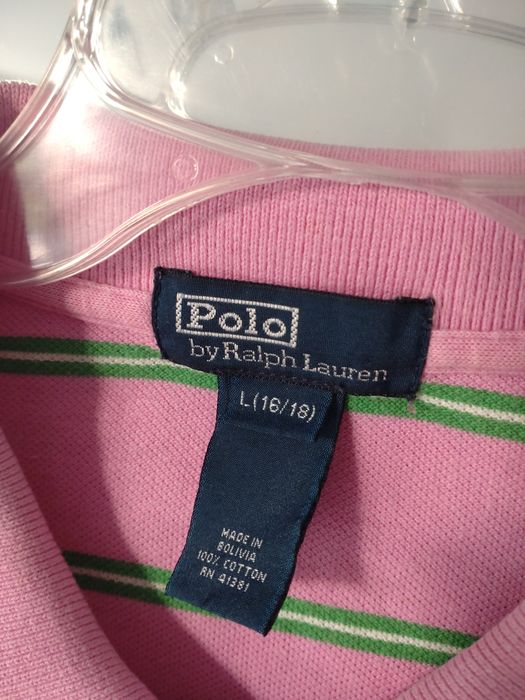 Polo
by Ralph Lauren
L(16/18)
MADE IN
BOLIVIA
100% COTTON
RN 41381